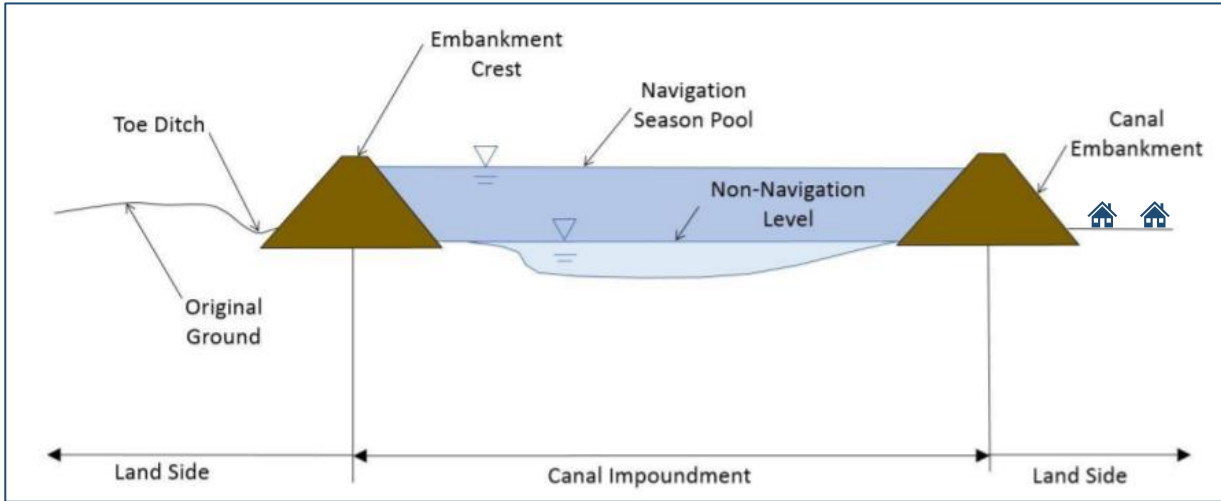 Embankment
Crest
Navigation
Season Pool
Toe Ditch
Canal
Embankment
Non-Navigation
Level
Original
Ground
Land Side
Canal Impoundment
Land Side